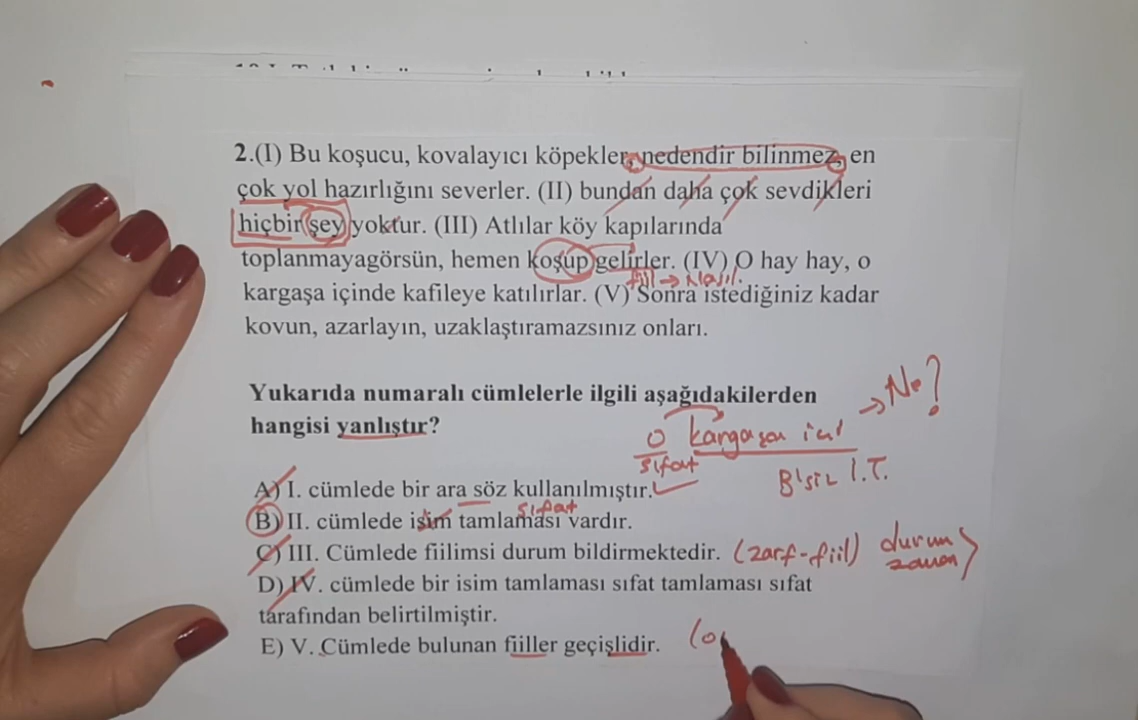 2.(I) Bu koşucu, kovalayıcı köpekler, nedendir bilinmez, en
çok yol hazırlığını severler. (II) bundan daha çok sevdikleri
hiçbir şey yoktur. (III) Atlılar köy kapılarında
toplanmayagörsün, hemen koşup gelirler. (IV) O hay hay, o
fiil → Nasıl.
kargaşa içinde kafileye katılırlar. (V) Sonra istediğiniz kadar
kovun, azarlayın, uzaklaştıramazsınız onları.
Yukarıda numaralı cümlelerle ilgili aşağıdakilerden
hangisi yanlıştır?
→ Ne?
O kargaşa
sıfat
B'siz İ.T.
A) I. cümlede bir ara söz kullanılmıştır.
sıfat
B) II. cümlede isim tamlaması vardır.
C) III. Cümlede fiilimsi durum bildirmektedir. (zarf-fiil) durum
zaman
D) IV. cümlede bir isim tamlaması sıfat tamlaması sıfat
tarafından belirtilmiştir.
E) V. Cümlede bulunan fiiller geçişlidir. (o